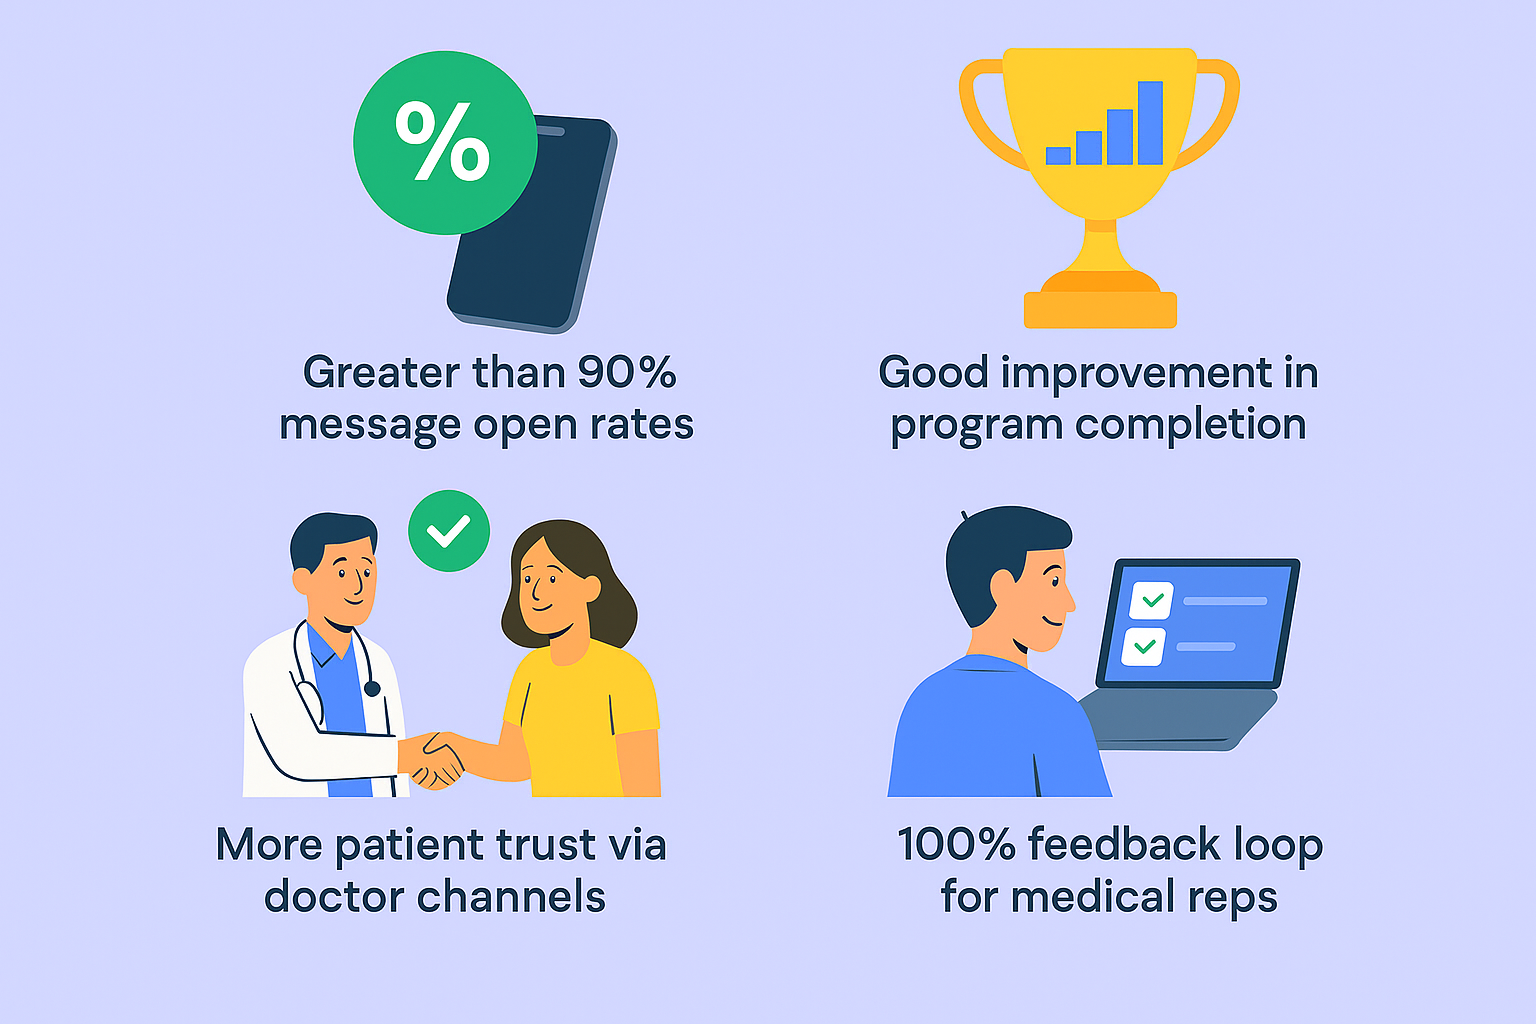 %
Greater than 90%
message open rates
Good improvement in
program completion
More patient trust via
doctor channels
100% feedback loop
for medical reps